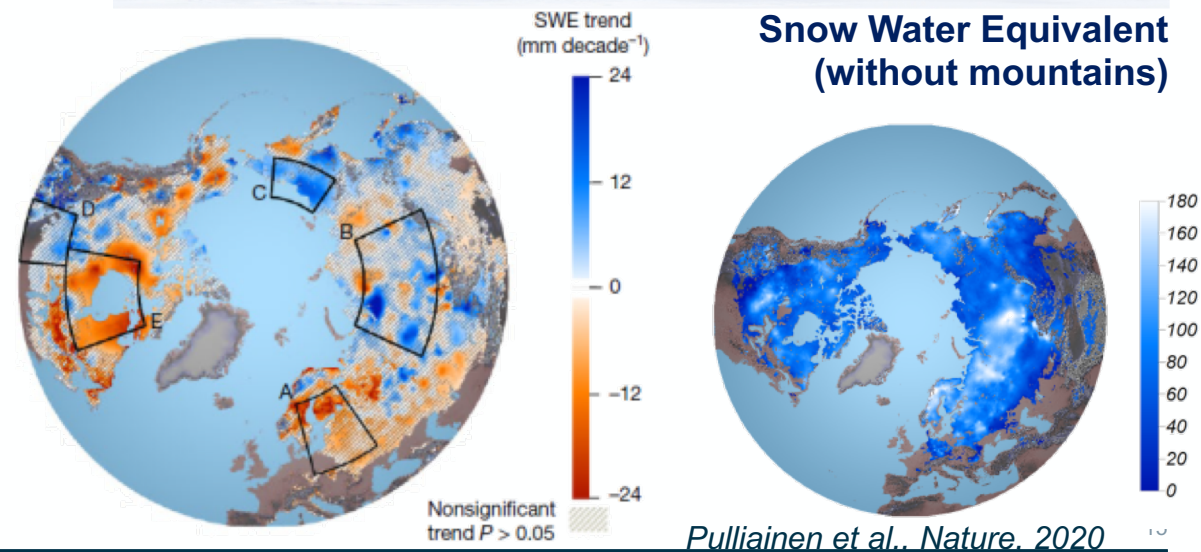 SWE trend
(mm decade⁻¹)
24
12
0
−12
−24
A
B
C
D
E
Nonsignificant
trend P > 0.05
Snow Water Equivalent
(without mountains)
180
160
140
120
100
80
60
40
20
0
Pulliainen et al., Nature, 2020